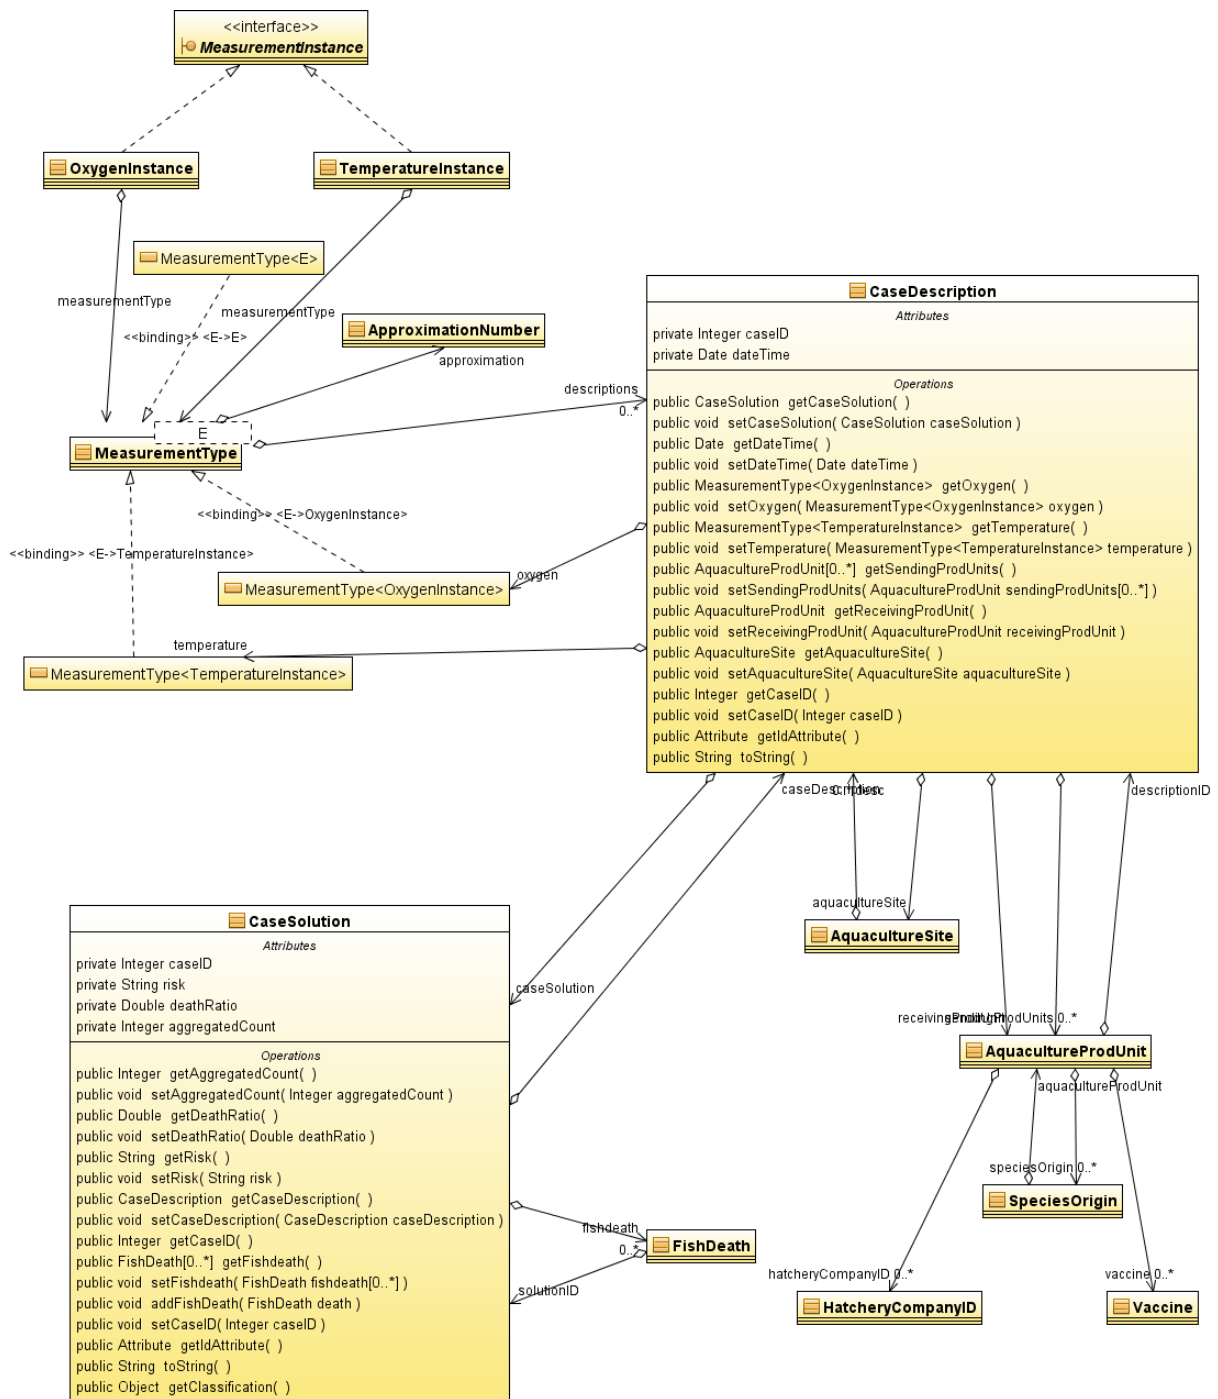 <<interface>>
MeasurementInstance
OxygenInstance
TemperatureInstance
MeasurementType<E>
measurementType
measurementType
<<binding>> <E->E>
ApproximationNumber
approximation
E
MeasurementType
descriptions
0..*
<<binding>> <E->OxygenInstance>
<<binding>> <E->TemperatureInstance>
oxygen
MeasurementType<OxygenInstance>
temperature
MeasurementType<TemperatureInstance>
CaseDescription
Attributes
private Integer caseID
private Date dateTime
Operations
public CaseSolution getCaseSolution( )
public void setCaseSolution( CaseSolution caseSolution )
public Date getDateTime( )
public void setDateTime( Date dateTime )
public MeasurementType<OxygenInstance> getOxygen( )
public void setOxygen( MeasurementType<OxygenInstance> oxygen )
public MeasurementType<TemperatureInstance> getTemperature( )
public void setTemperature( MeasurementType<TemperatureInstance> temperature )
public AquacultureProdUnit[0..*] getSendingProdUnits( )
public void setSendingProdUnits( AquacultureProdUnit sendingProdUnits[0..*] )
public AquacultureProdUnit getReceivingProdUnit( )
public void setReceivingProdUnit( AquacultureProdUnit receivingProdUnit )
public AquacultureSite getAquacultureSite( )
public void setAquacultureSite( AquacultureSite aquacultureSite )
public Integer getCaseID( )
public void setCaseID( Integer caseID )
public Attribute getIdAttribute( )
public String toString( )
caseDescription
desc
descriptionID
aquacultureSite
AquacultureSite
CaseSolution
Attributes
private Integer caseID
private String risk
private Double deathRatio
private Integer aggregatedCount
Operations
public Integer getAggregatedCount( )
public void setAggregatedCount( Integer aggregatedCount )
public Double getDeathRatio( )
public void setDeathRatio( Double deathRatio )
public String getRisk( )
public void setRisk( String risk )
public CaseDescription getCaseDescription( )
public void setCaseDescription( CaseDescription caseDescription )
public Integer getCaseID( )
public FishDeath[0..*] getFishdeath( )
public void setFishdeath( FishDeath fishdeath[0..*] )
public void addFishDeath( FishDeath death )
public void setCaseID( Integer caseID )
public Attribute getIdAttribute( )
public String toString( )
public Object getClassification( )
caseSolution
fishdeath
0..*
FishDeath
solutionID
0..*
AquacultureProdUnit
aquacultureProdUnit
speciesOrigin 0..*
SpeciesOrigin
hatcheryCompanyID 0..*
HatcheryCompanyID
vaccine 0..*
Vaccine